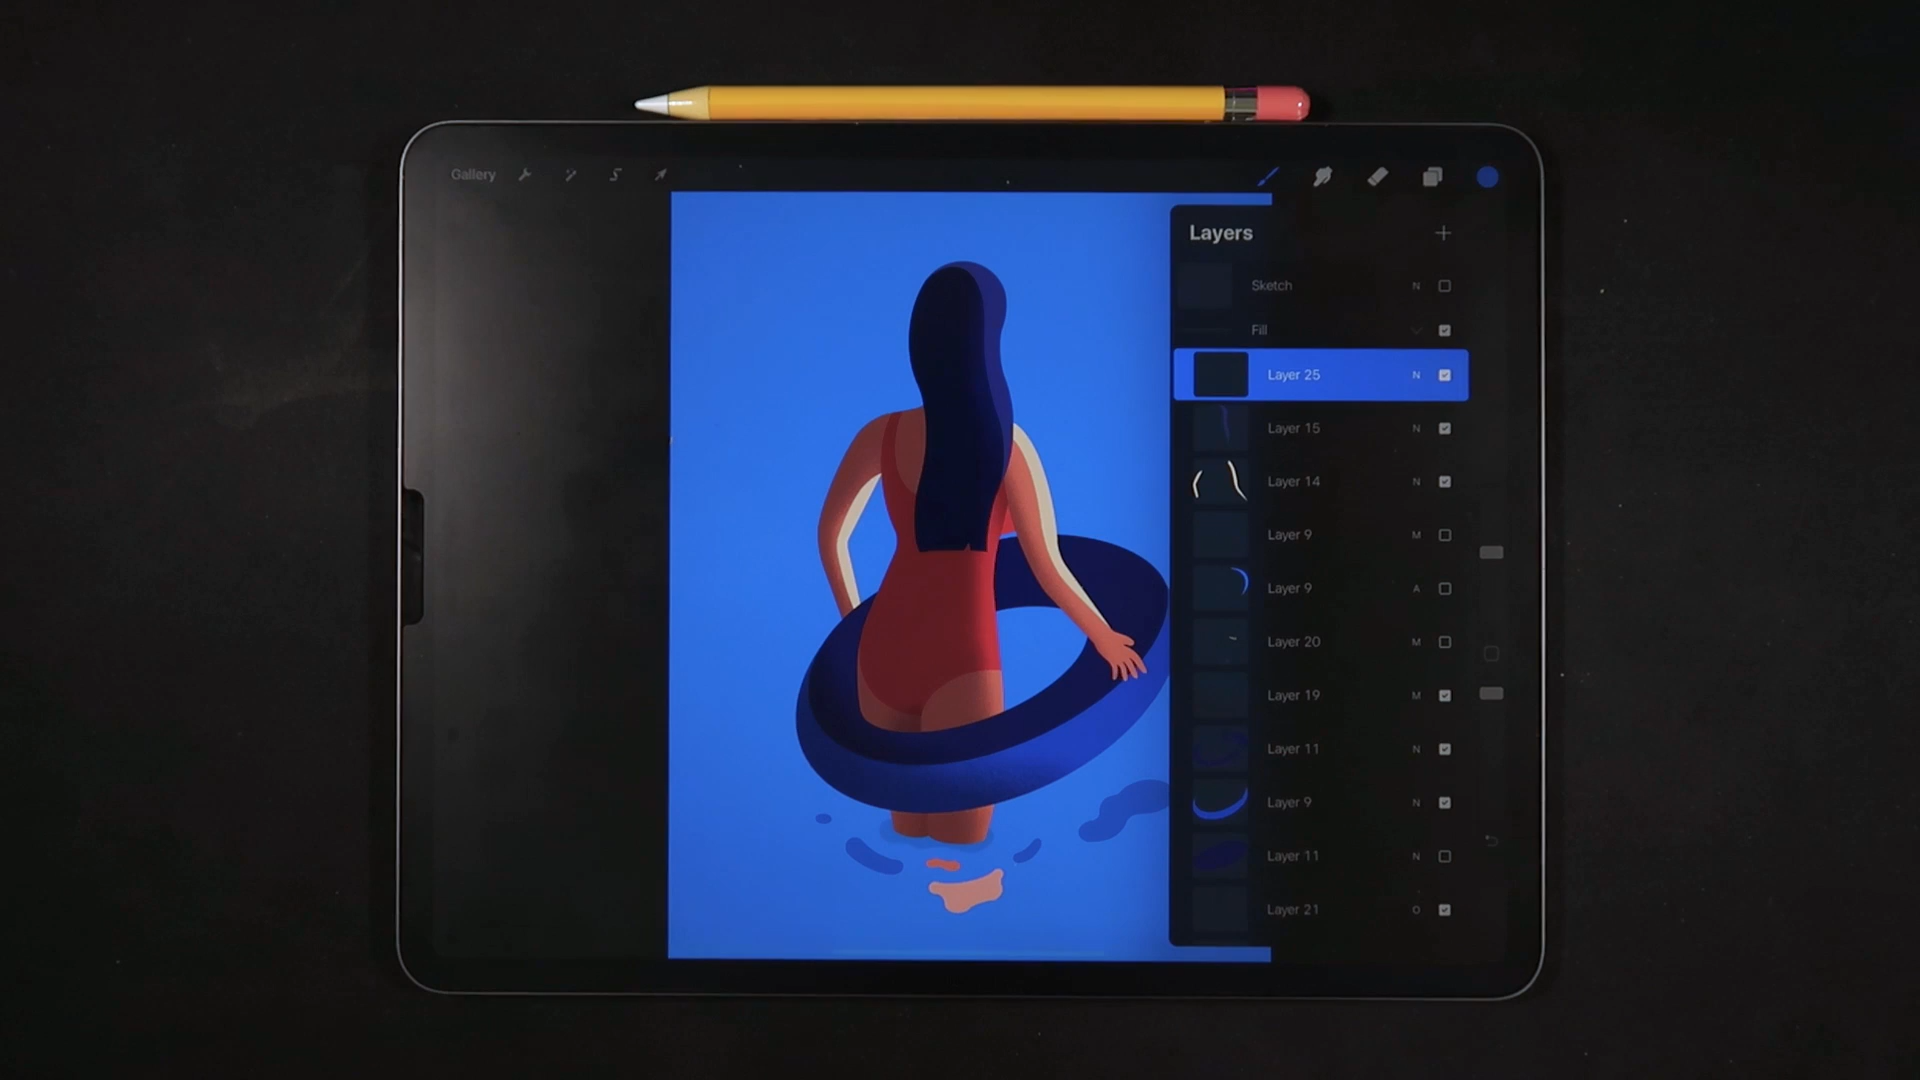 Gallery
Layers
Sketch N
Fill
Layer 25 N
Layer 15 N
Layer 14 N
Layer 9 M
Layer 9 A
Layer 20 M
Layer 19 M
Layer 11 N
Layer 9 N
Layer 11 N
Layer 21 O